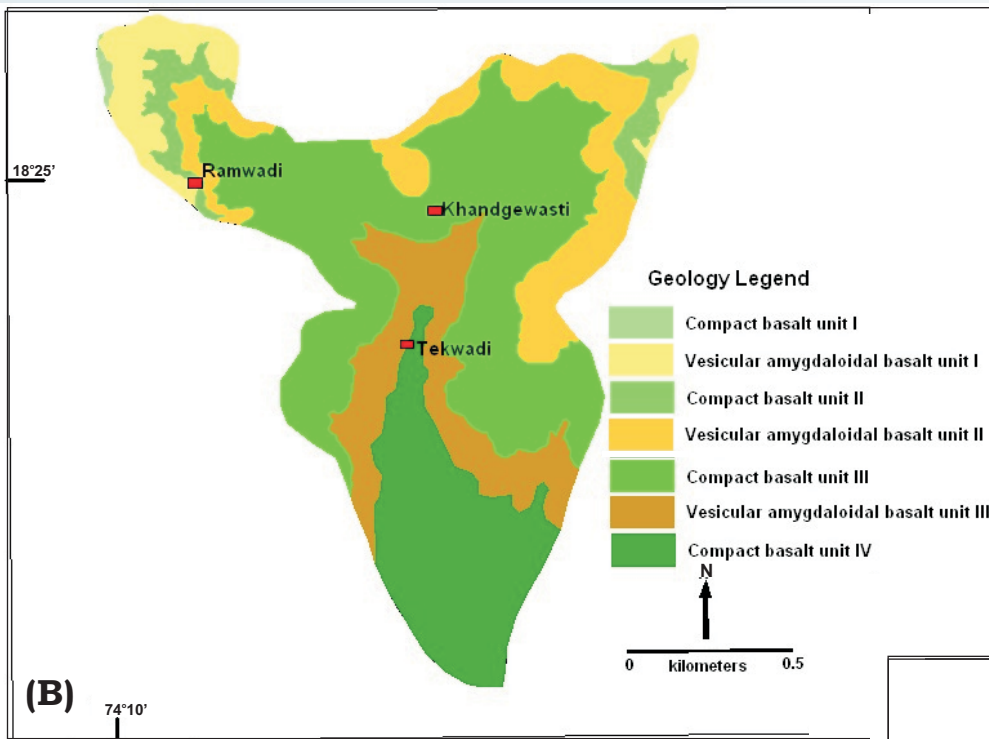 18°25'
Ramwadi
Khandgewasti
Tekwadi
Geology Legend
Compact basalt unit I
Vesicular amygdaloidal basalt unit I
Compact basalt unit II
Vesicular amygdaloidal basalt unit II
Compact basalt unit III
Vesicular amygdaloidal basalt unit III
Compact basalt unit IV
N
0 kilometers 0.5
(B)
74°10'